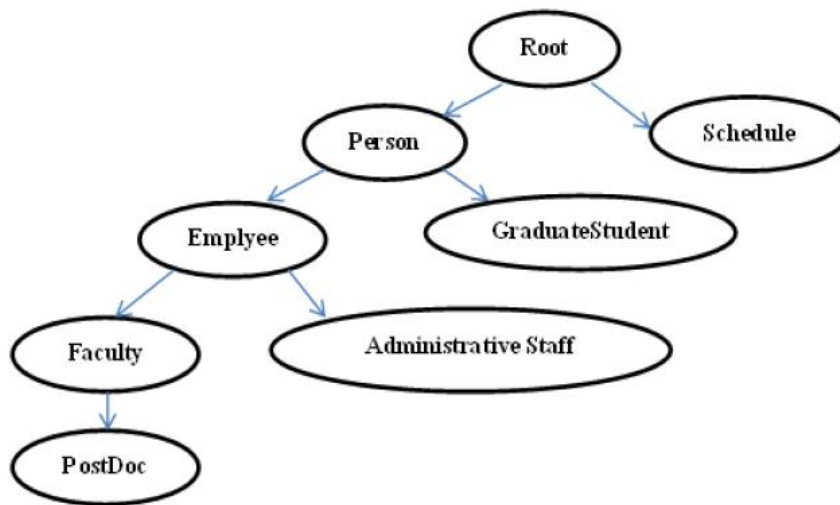 Root
Person
Schedule
Emplyee
GraduateStudent
Faculty
Administrative Staff
PostDoc